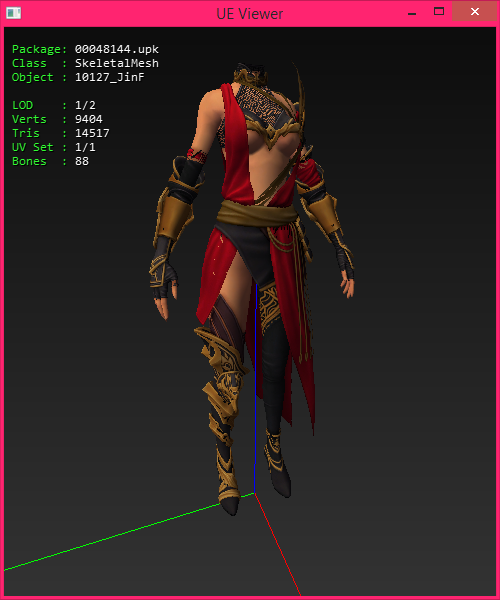 UE Viewer
Package: 00048144.upk
Class  : SkeletalMesh
Object : 10127_JinF
LOD    : 1/2
Verts  : 9404
Tris   : 14517
UV Set : 1/1
Bones  : 88